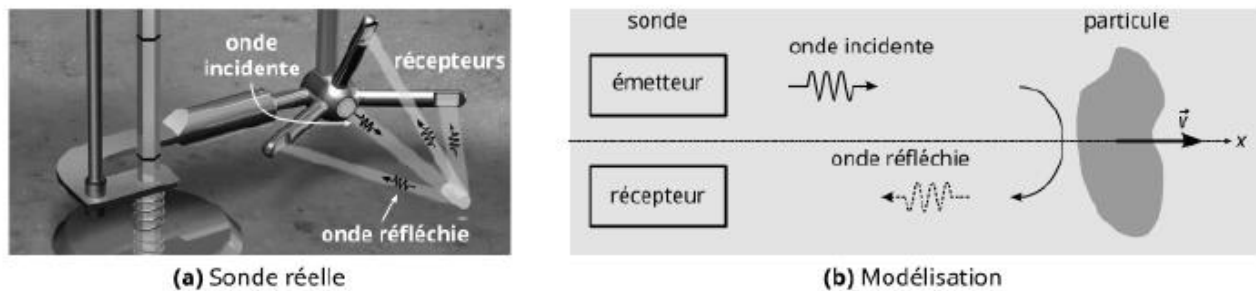 onde
incidente
récepteurs
onde réfléchie
(a) Sonde réelle
sonde
particule
onde incidente
émetteur
v⃗
x
onde réfléchie
récepteur
(b) Modélisation